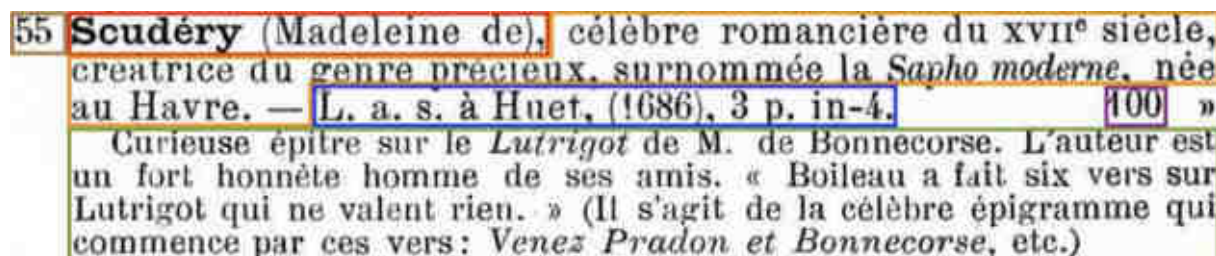 55 Scudéry (Madeleine de), célèbre romancière du XVIIᵉ siècle,
creatrice du genre précieux, surnommée la Sapho moderne, née
au Havre. — L. a. s. à Huet, (1686), 3 p. in-4. 100 »
Curieuse épitre sur le Lutrigot de M. de Bonnecorse. L'auteur est
un fort honnète homme de ses amis. « Boileau a fait six vers sur
Lutrigot qui ne valent rien. » (Il s'agit de la célèbre épigramme qui
commence par ces vers : Venez Pradon et Bonnecorse, etc.)